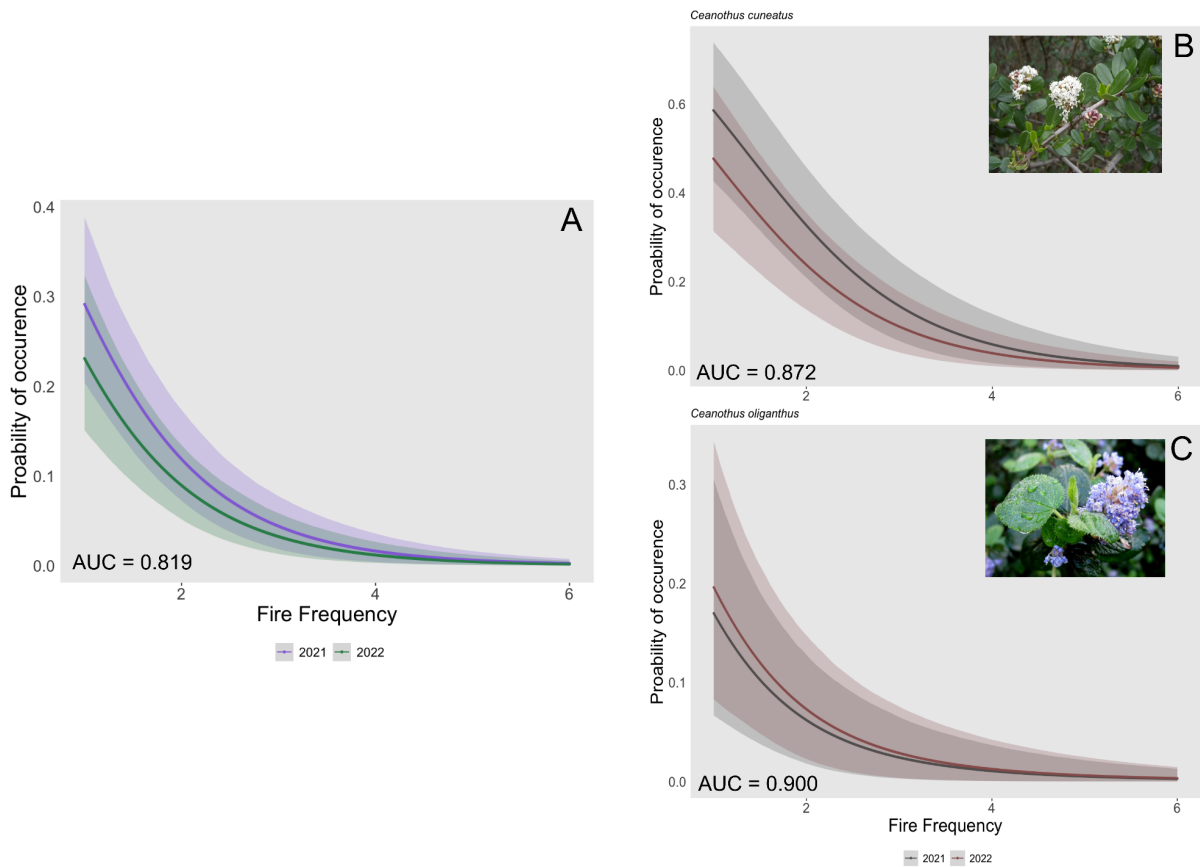 A
Proability of occurence
0.4
0.3
0.2
0.1
0.0
AUC = 0.819
2
4
6
Fire Frequency
2021
2022
Ceanothus cuneatus
B
Proability of occurence
0.6
0.4
0.2
0.0
AUC = 0.872
2
4
6
Ceanothus oliganthus
C
Proability of occurence
0.3
0.2
0.1
0.0
AUC = 0.900
2
4
6
Fire Frequency
2021
2022